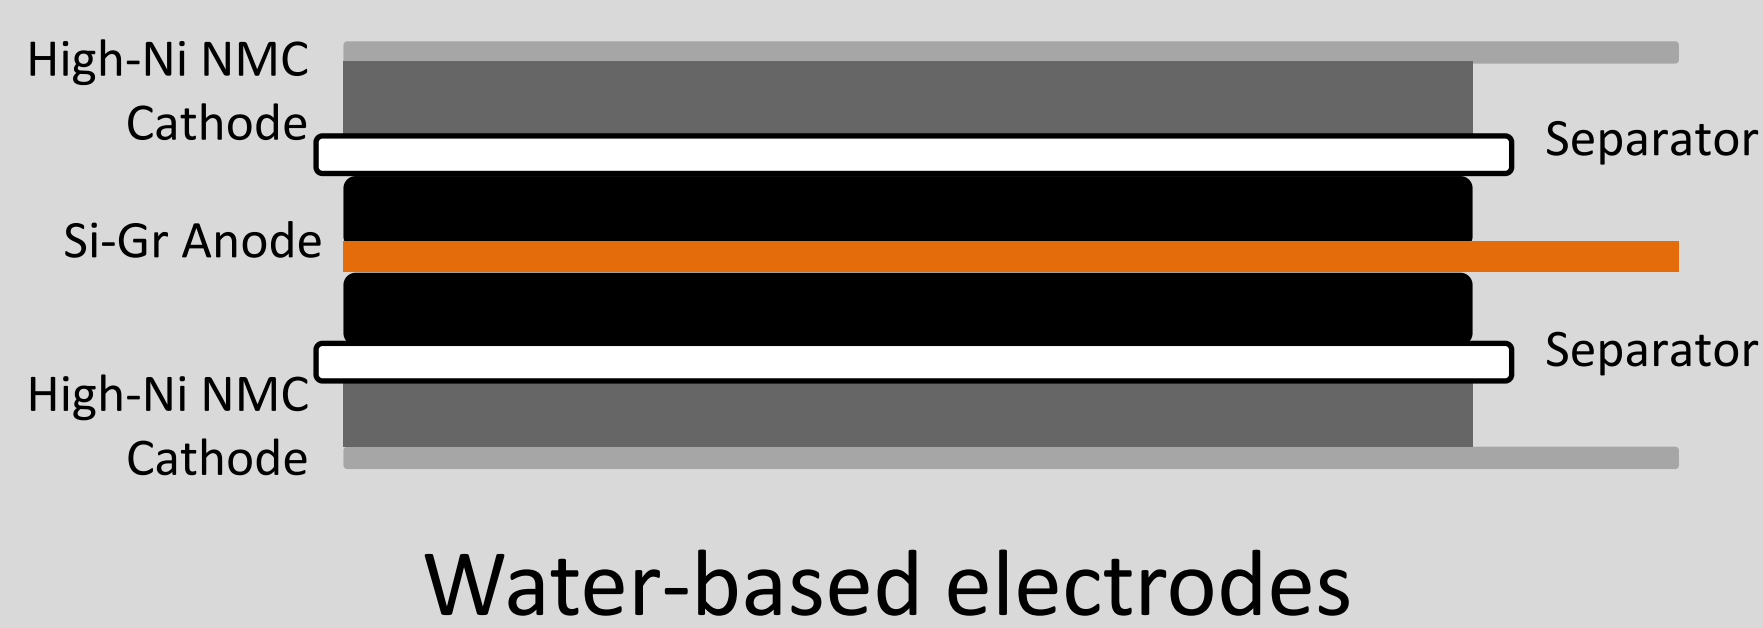 High-Ni NMC
Cathode
Separator
Si-Gr Anode
Separator
High-Ni NMC
Cathode
Water-based electrodes